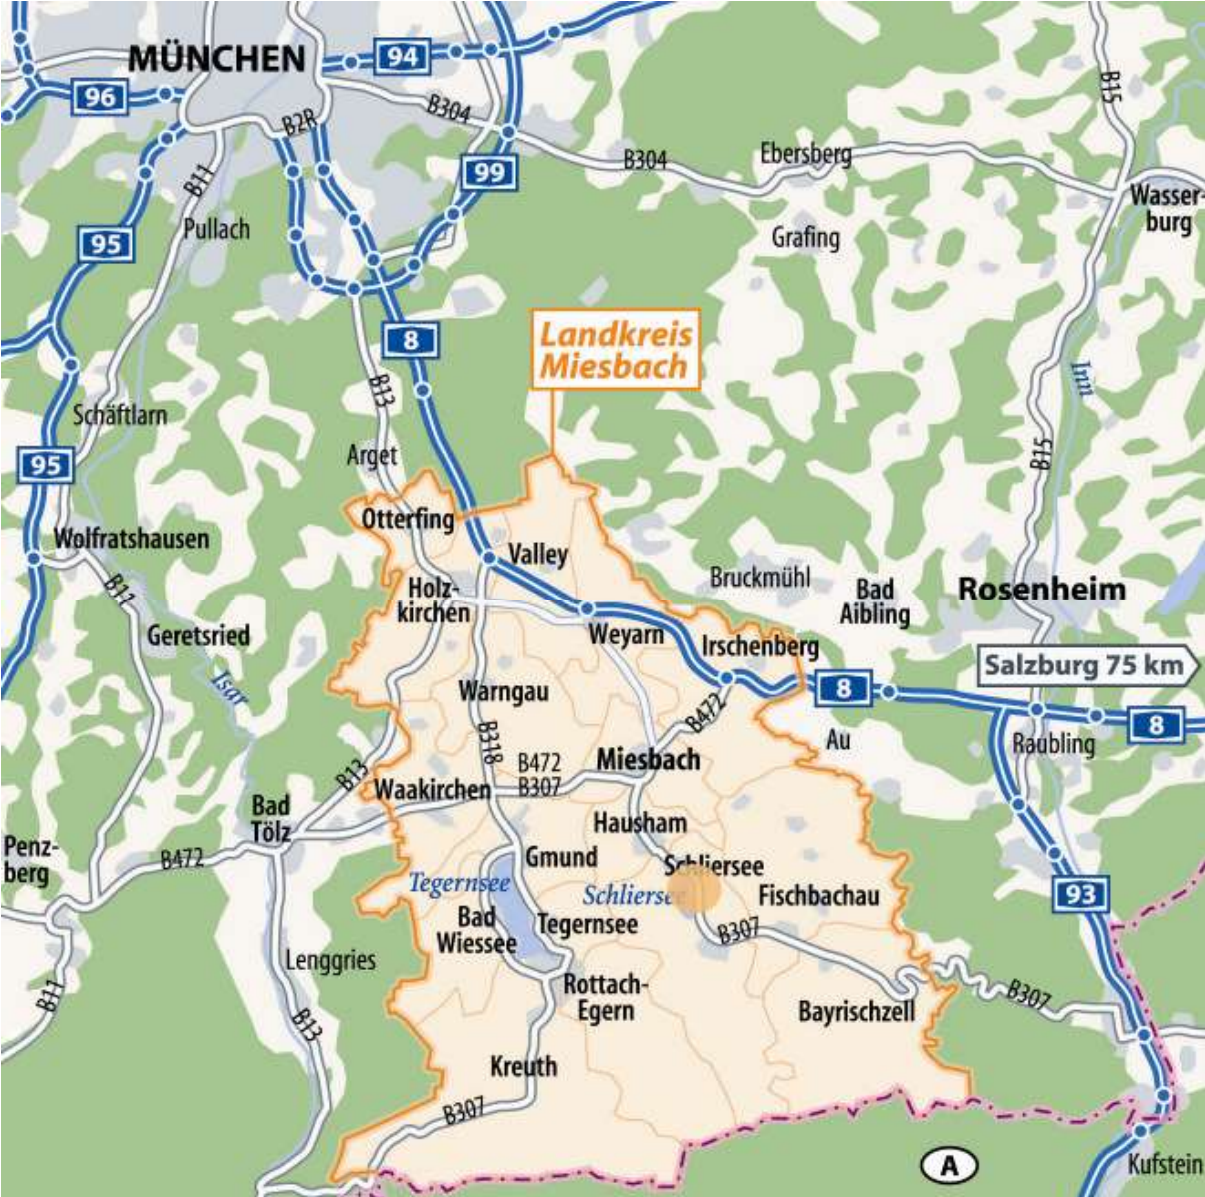 MÜNCHEN
94
96
B304
B15
B2R
B304
Ebersberg
99
B11
Wasser-
burg
Pullach
95
Grafing
8
Landkreis
Miesbach
B13
Inn
Schäftlarn
Arget
95
B15
Otterfing
Wolfratshausen
Valley
B11
Holz-
kirchen
Bruckmühl
Bad
Aibling
Rosenheim
Geretsried
Weyarn
Irschenberg
Salzburg 75 km
Isar
Warngau
8
B472
8
B318
Au
Raubling
B472
B307
Miesbach
B13
Waakirchen
Bad
Tölz
Hausham
Penz-
berg
B472
Gmund
Schliersee
Tegernsee
Schliersee
Fischbachau
93
Bad
Wiessee
Tegernsee
B307
Lenggries
B11
Rottach-
Egern
B307
B13
Bayrischzell
Kreuth
B307
A
Kufstein